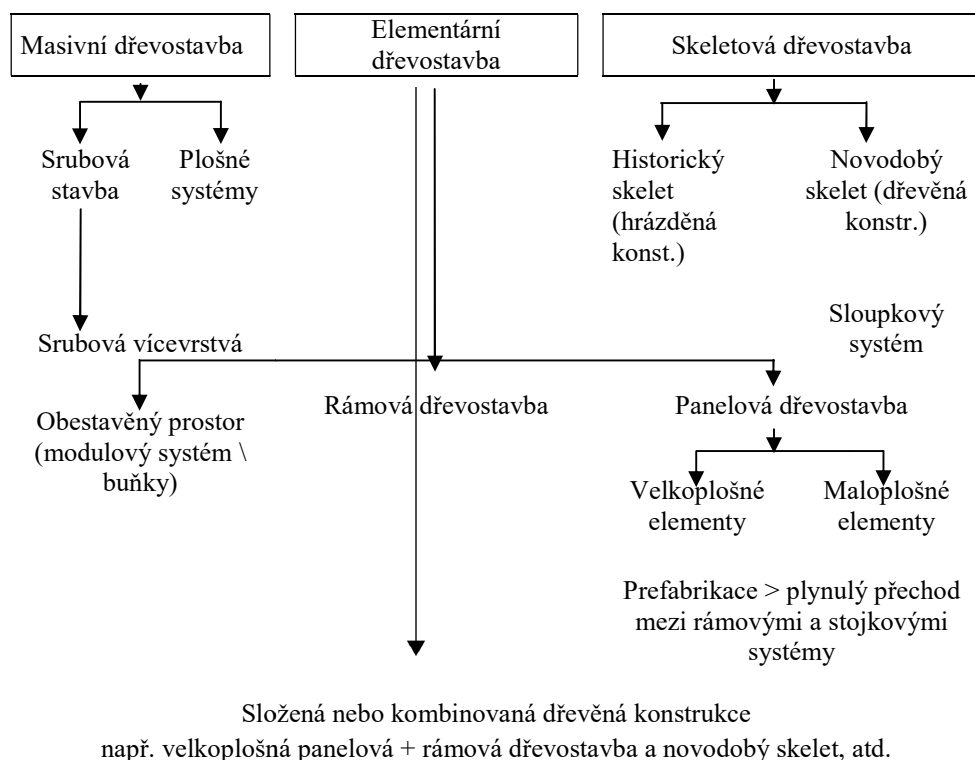 Masivní dřevostavba
Elementární
dřevostavba
Skeletová dřevostavba
Srubová
stavba
Plošné
systémy
Historický
skelet
(hrázděná
konst.)
Novodobý
skelet (dřevěná
konstr.)
Srubová vícevrstvá
Sloupkový
systém
Obestavěný prostor
(modulový systém \
buňky)
Rámová dřevostavba
Panelová dřevostavba
Velkoplošné
elementy
Maloplošné
elementy
Prefabrikace > plynulý přechod
mezi rámovými a stojkovými
systémy
Složená nebo kombinovaná dřevěná konstrukce
např. velkoplošná panelová + rámová dřevostavba a novodobý skelet, atd.